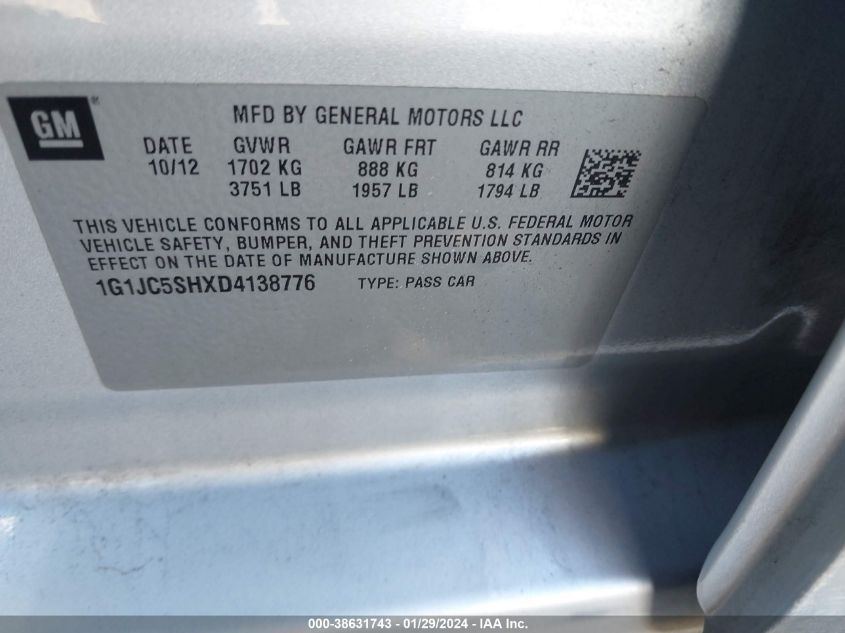 GM®
MFD BY GENERAL MOTORS LLC
DATE GVWR GAWR FRT GAWR RR
10/12 1702 KG 888 KG 814 KG
3751 LB 1957 LB 1794 LB
THIS VEHICLE CONFORMS TO ALL APPLICABLE U.S. FEDERAL MOTOR
VEHICLE SAFETY, BUMPER, AND THEFT PREVENTION STANDARDS IN
EFFECT ON THE DATE OF MANUFACTURE SHOWN ABOVE.
1G1JC5SHXD4138776 TYPE: PASS CAR
000-38631743 - 01/29/2024 - IAA Inc.